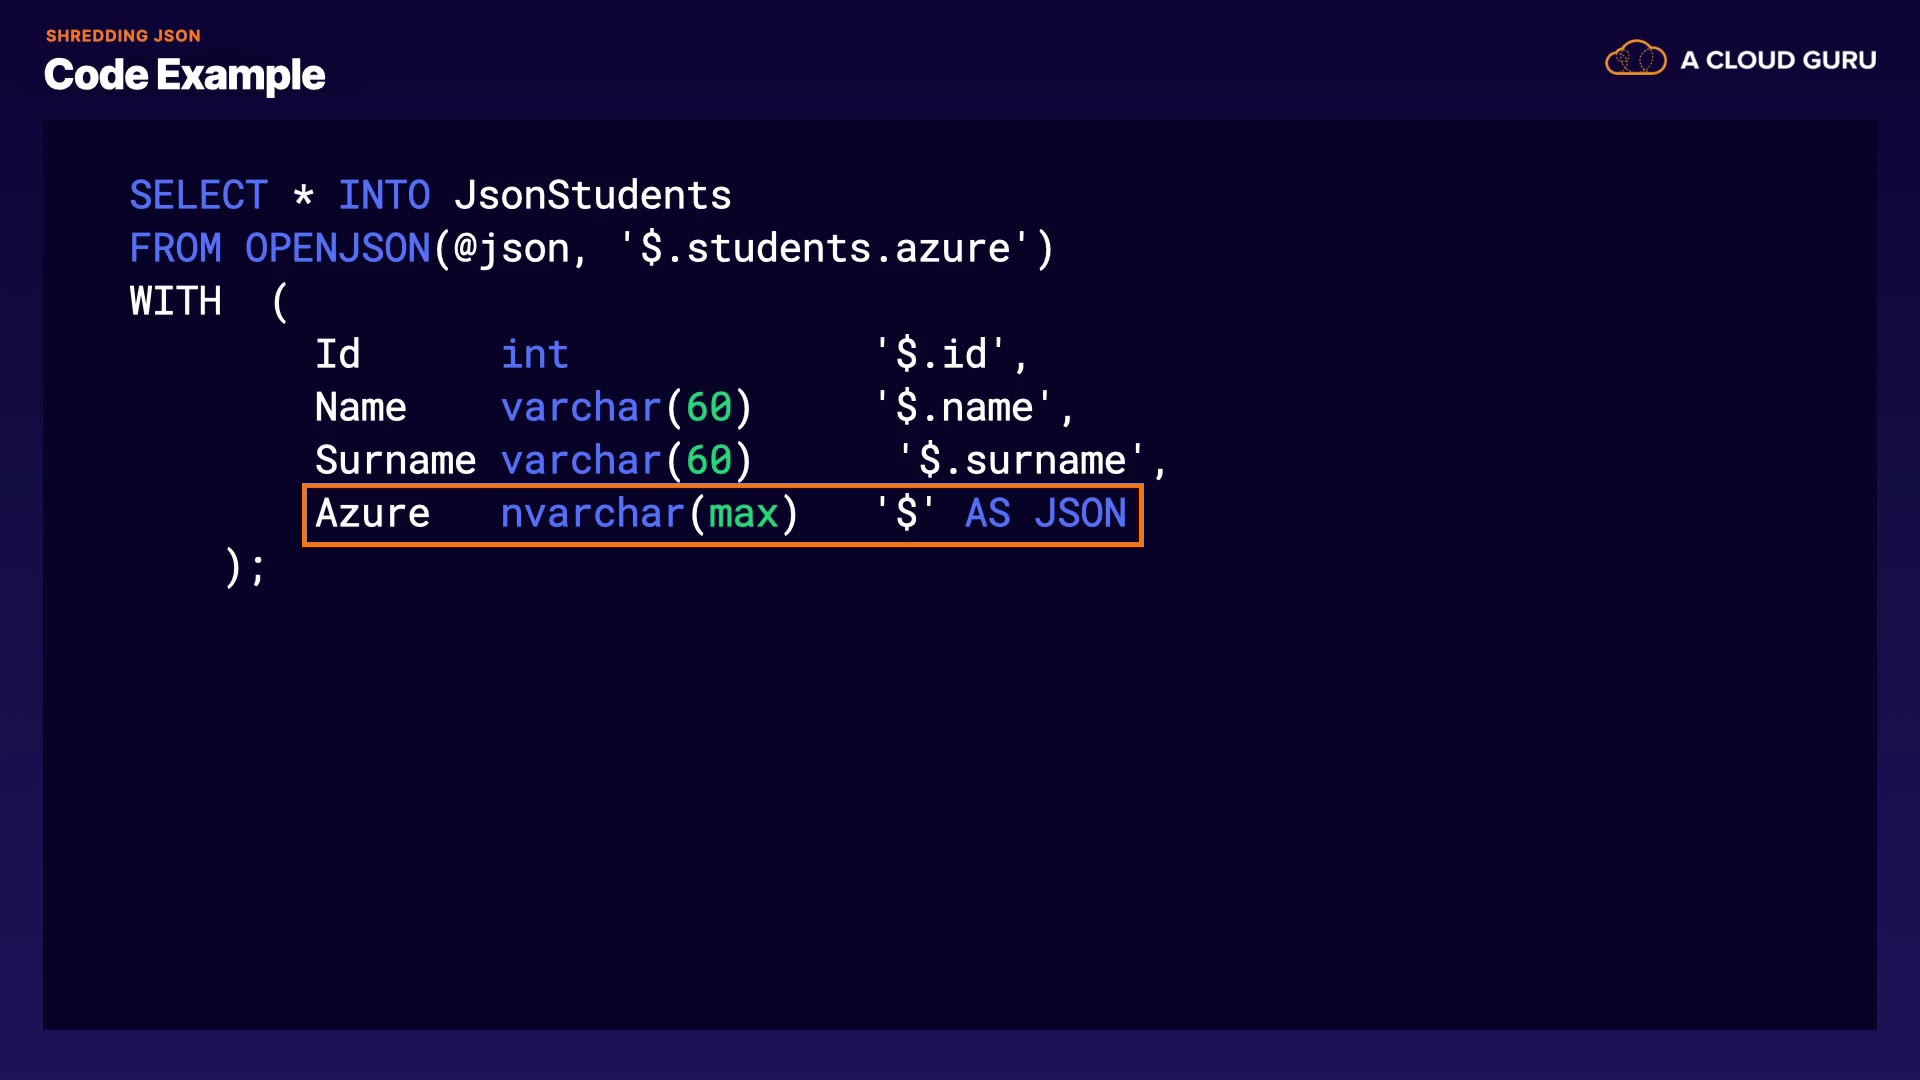 SHREDDING JSON
Code Example
A CLOUD GURU
SELECT * INTO JsonStudents
FROM OPENJSON(@json, '$.students.azure')
WITH  (
        Id      int             '$.id',
        Name    varchar(60)     '$.name',
        Surname varchar(60)      '$.surname',
        Azure   nvarchar(max)   '$' AS JSON
    );